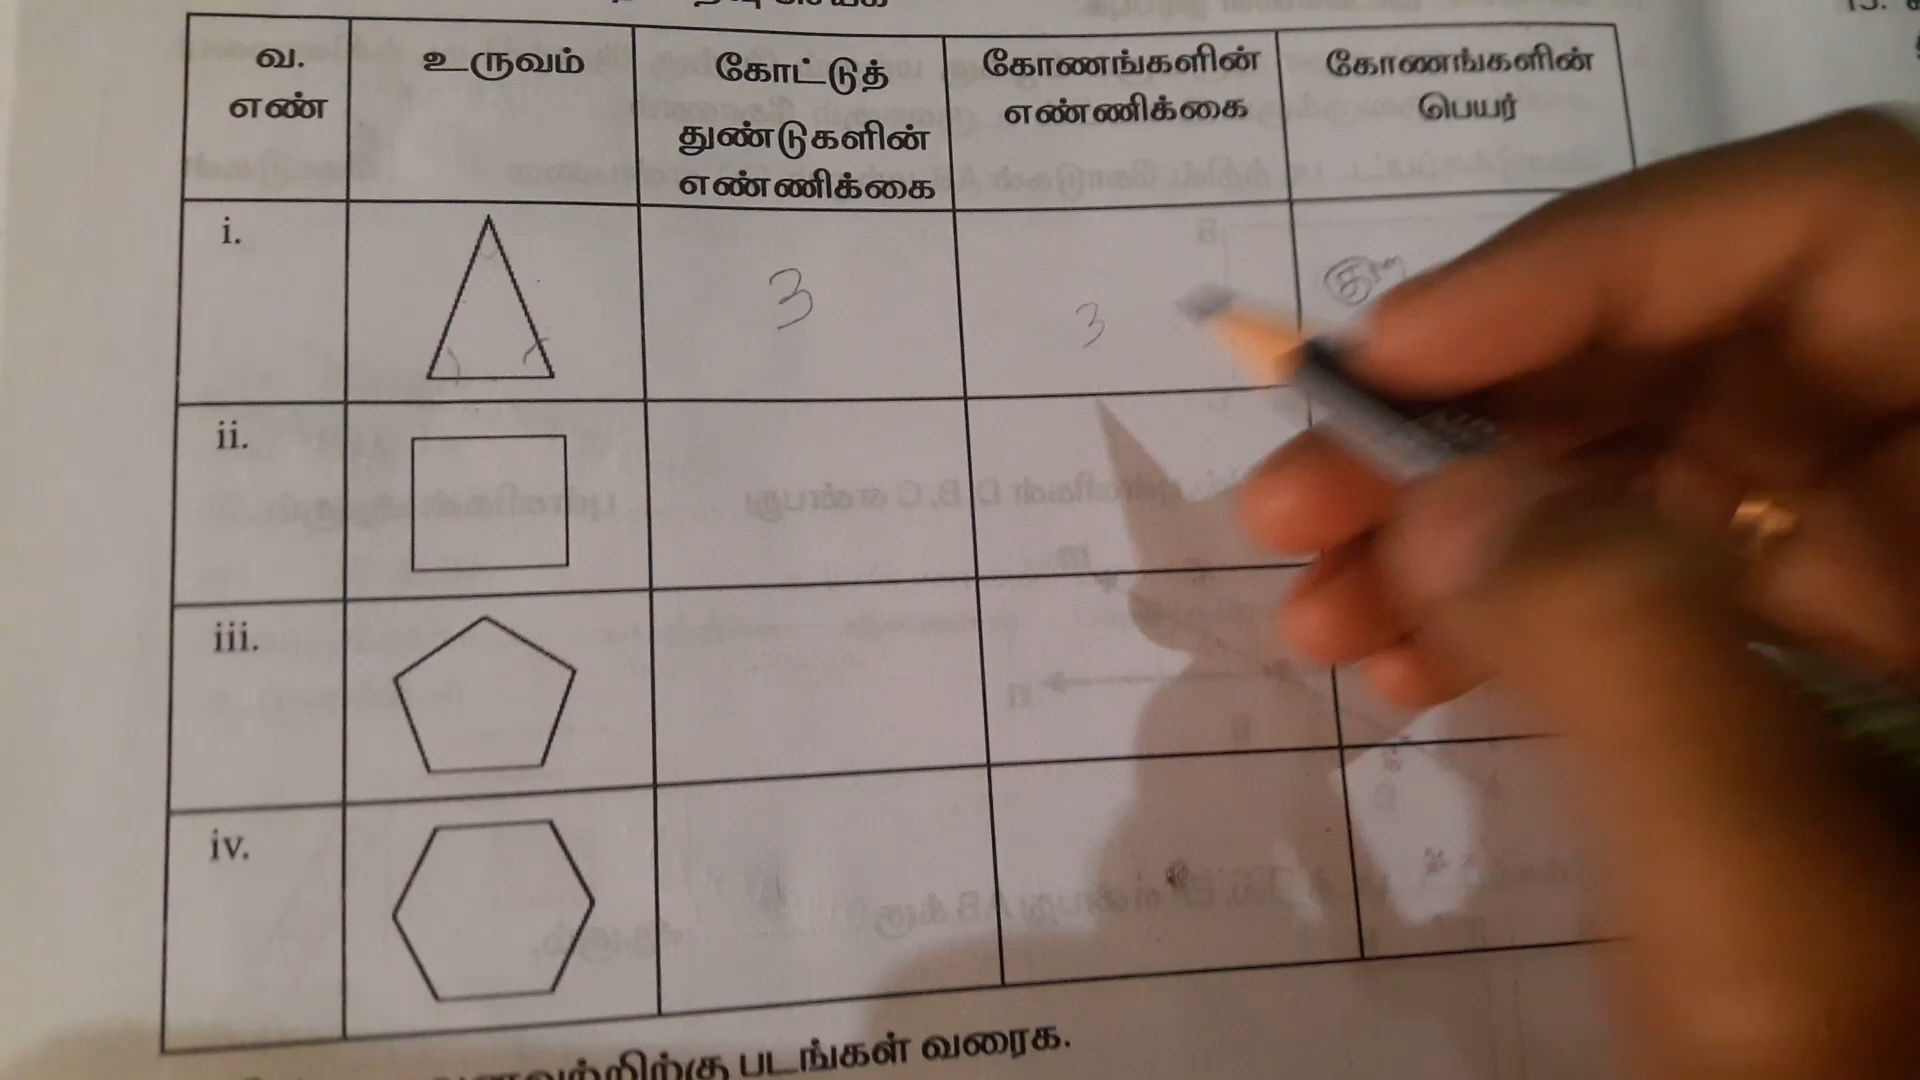 வ. எண்
உருவம்
கோட்டுத் துண்டுகளின் எண்ணிக்கை
கோணங்களின் எண்ணிக்கை
கோணங்களின் பெயர்
i.
3
3
ii.
iii.
iv.
படங்கள் வரைக.